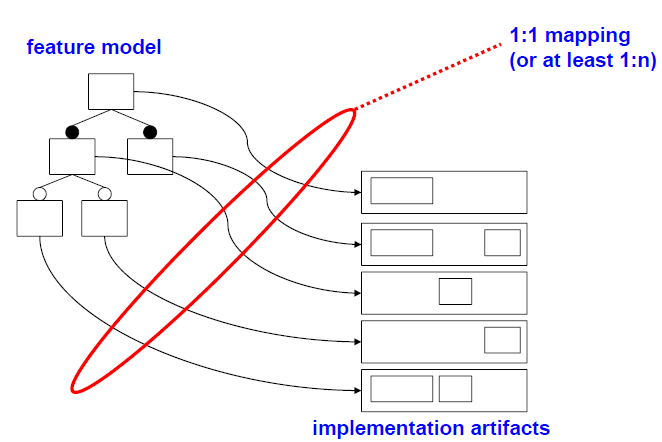 feature model
1:1 mapping
(or at least 1:n)
implementation artifacts